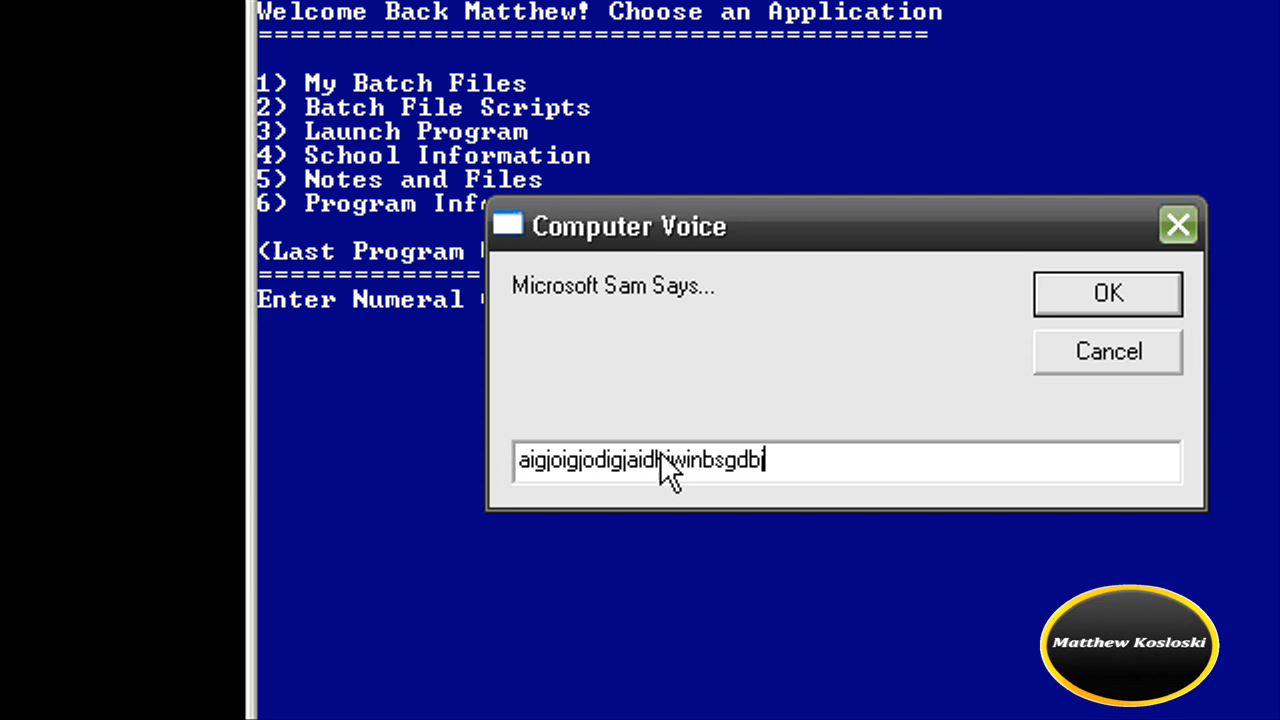 Welcome Back Matthew! Choose an Application
==========================================
1> My Batch Files
2> Batch File Scripts
3> Launch Program
4> School Information
5> Notes and Files
6> Program
(Last Program
Enter Numeral
Computer Voice
Microsoft Sam Says...
OK
Cancel
Matthew Kosloski